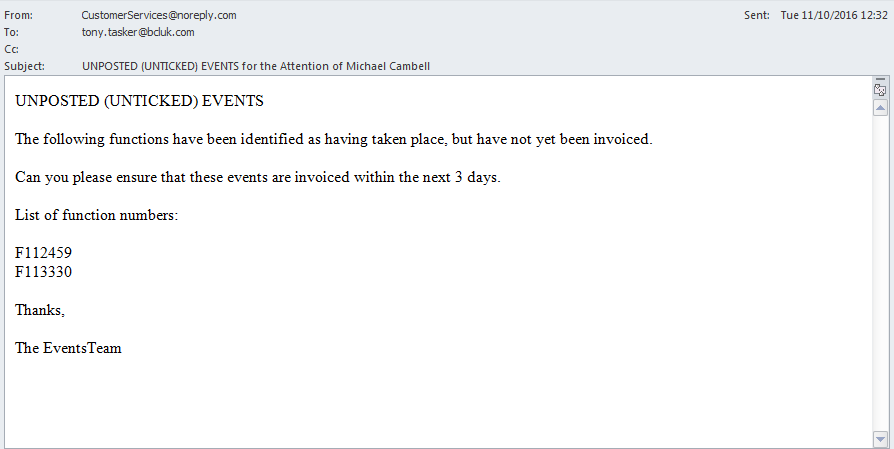 From: CustomerServices@noreply.com Sent: Tue 11/10/2016 12:32
To: tony.tasker@bcluk.com
Cc:
Subject: UNPOSTED (UNTICKED) EVENTS for the Attention of Michael Cambell
UNPOSTED (UNTICKED) EVENTS
The following functions have been identified as having taken place, but have not yet been invoiced.
Can you please ensure that these events are invoiced within the next 3 days.
List of function numbers:
F112459
F113330
Thanks,
The EventsTeam